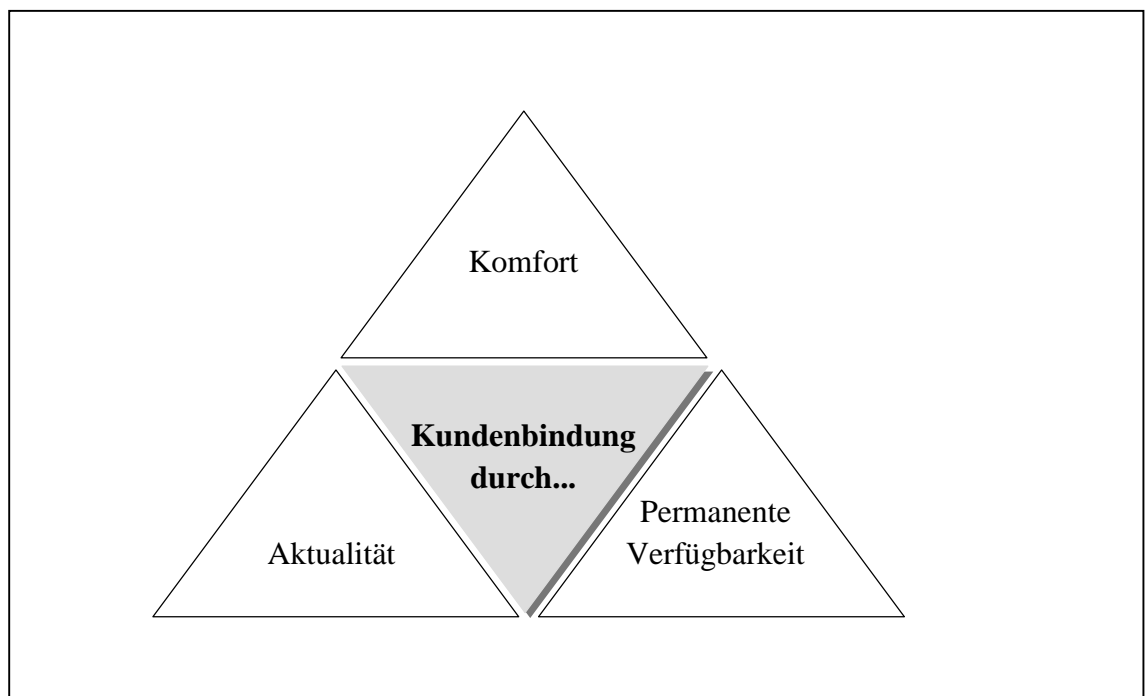 Komfort
Kundenbindung
durch...
Aktualität
Permanente
Verfügbarkeit